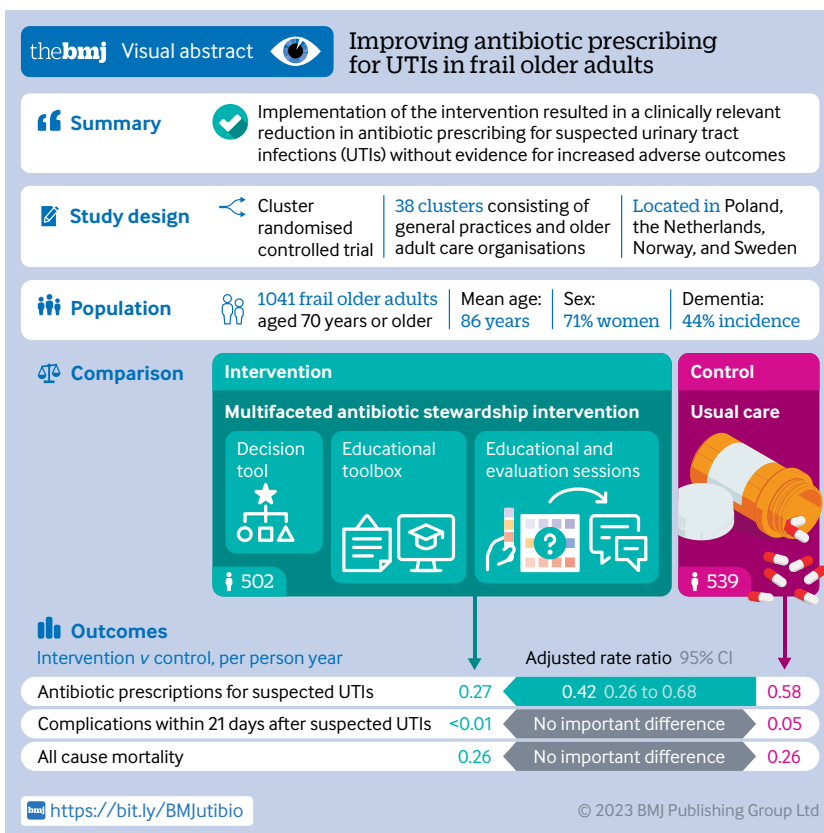 thebmj Visual abstract
Improving antibiotic prescribing
for UTIs in frail older adults
Summary
Implementation of the intervention resulted in a clinically relevant
reduction in antibiotic prescribing for suspected urinary tract
infections (UTIs) without evidence for increased adverse outcomes
Study design
Cluster
randomised
controlled trial
38 clusters consisting of
general practices and older
adult care organisations
Located in Poland,
the Netherlands,
Norway, and Sweden
Population
1041 frail older adults
aged 70 years or older
Mean age:
86 years
Sex:
71% women
Dementia:
44% incidence
Comparison
Intervention
Multifaceted antibiotic stewardship intervention
Decision
tool
Educational
toolbox
Educational and
evaluation sessions
?
502
Control
Usual care
539
Outcomes
Intervention v control, per person year
Adjusted rate ratio 95% CI
Antibiotic prescriptions for suspected UTIs 0.27 0.42 0.26 to 0.68 0.58
Complications within 21 days after suspected UTIs <0.01 No important difference 0.05
All cause mortality 0.26 No important difference 0.26
bmj https://bit.ly/BMJutibio
© 2023 BMJ Publishing Group Ltd